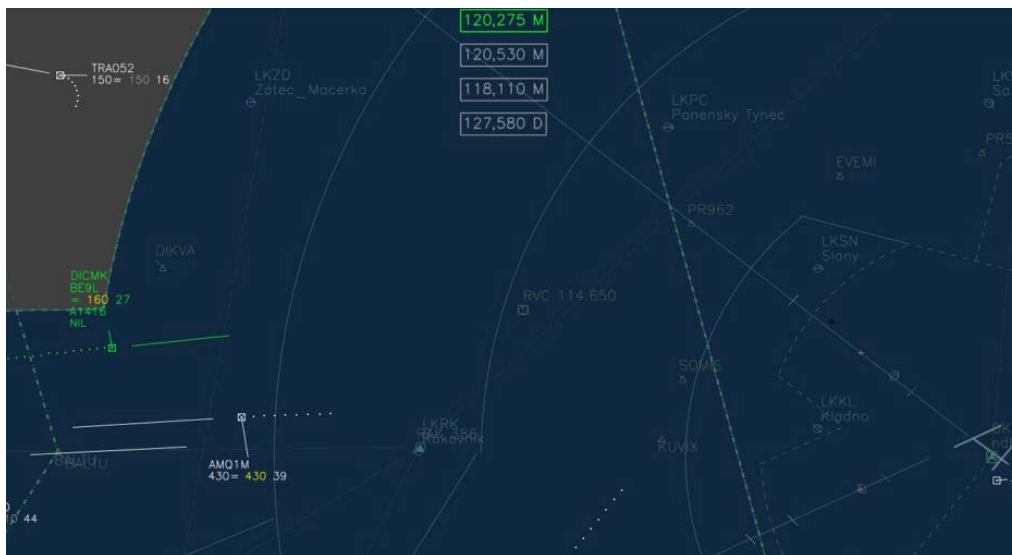 120,275 M
120,530 M
118,110 M
127,580 D
TRA052
150= 150 16
LKZD
Zatec_Macerka
LKPC
Panensky Tynec
EVEMI
PR962
DIKVA
LKSN
Slany
DICMK
BE9L
= 160 27
A1416
NIL
RVC 114.650
SOMIS
LKKL
Kladno
LKRK
KUVIX
BALTU
AMQ1M
430= 430 39
44